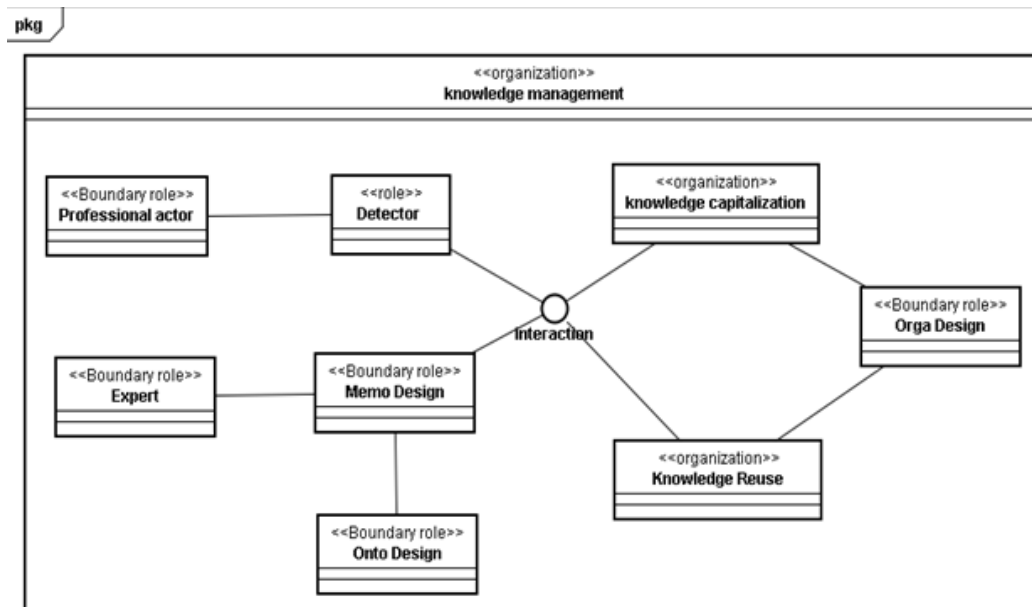 pkg
<<organization>>
knowledge management
<<Boundary role>>
Professional actor
<<role>>
Detector
<<organization>>
knowledge capitalization
<<Boundary role>>
Orga Design
Interaction
<<Boundary role>>
Expert
<<Boundary role>>
Memo Design
<<organization>>
Knowledge Reuse
<<Boundary role>>
Onto Design